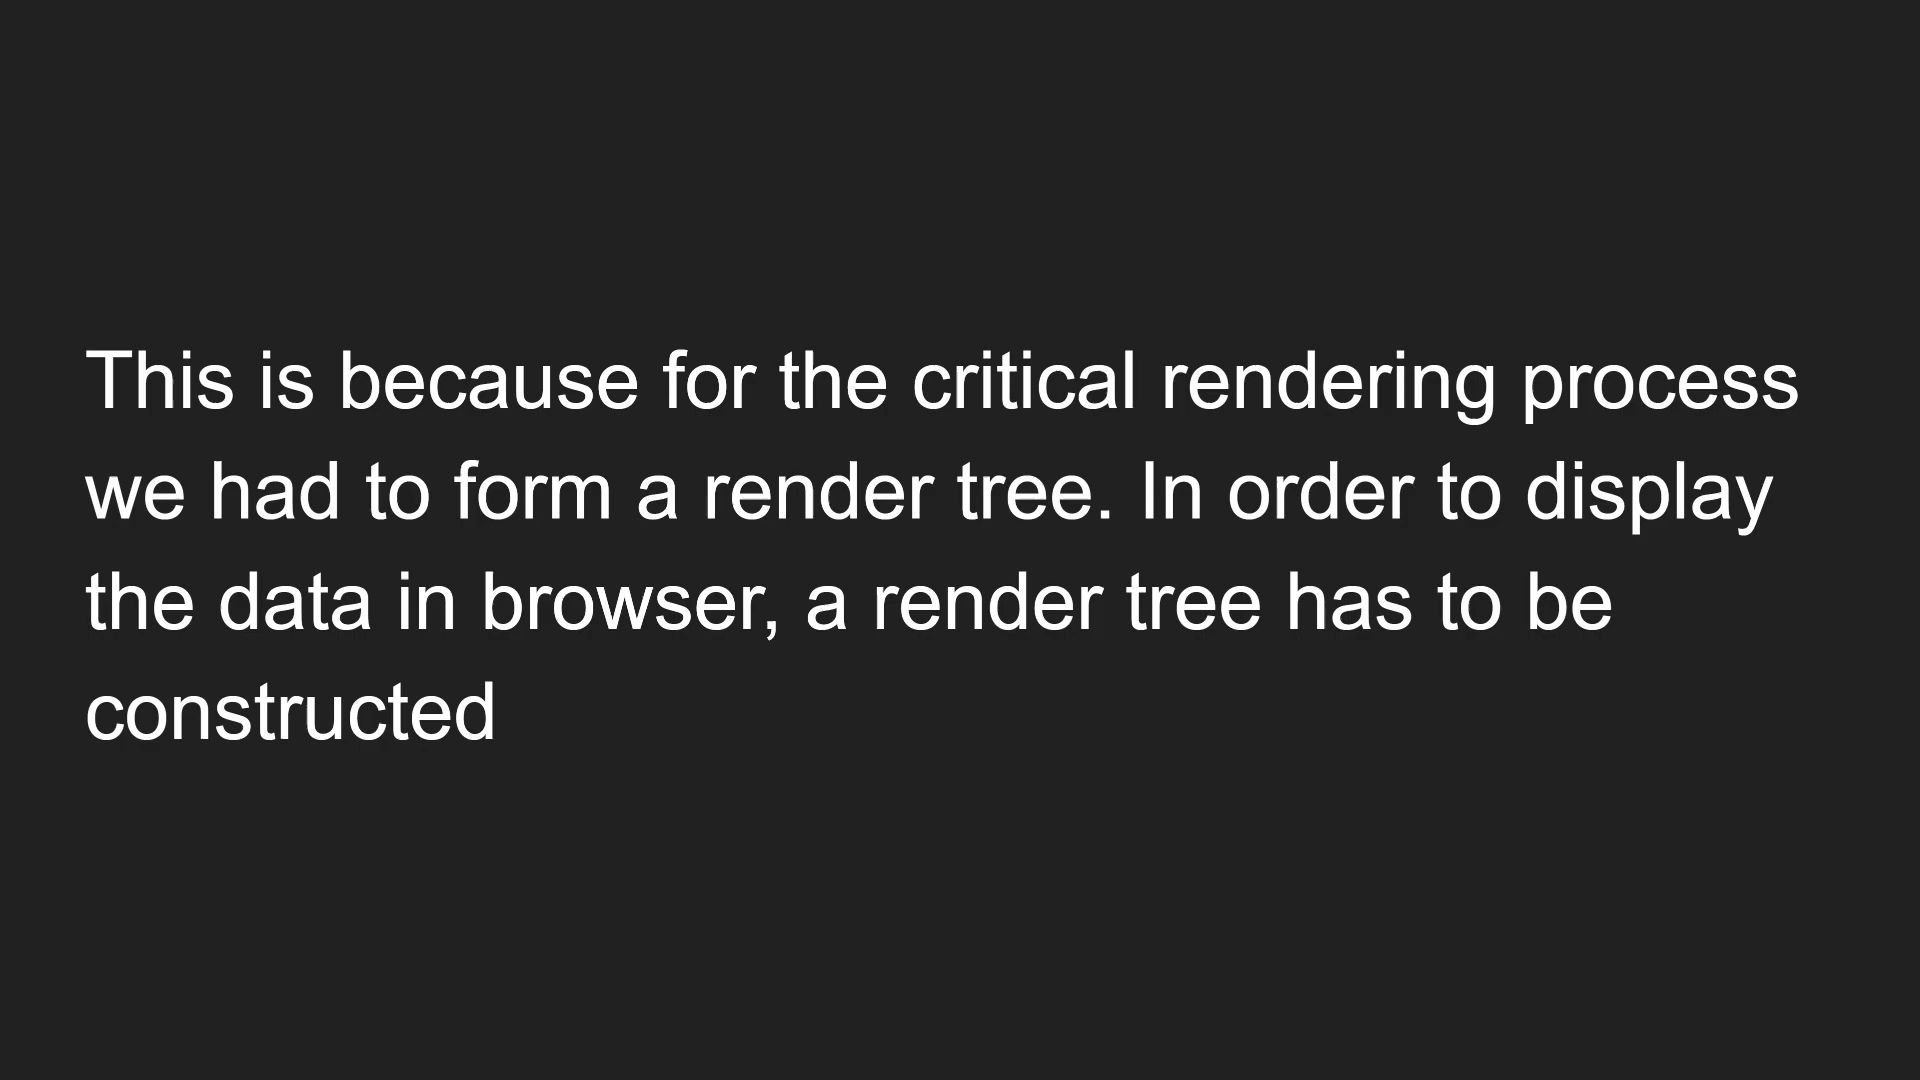 This is because for the critical rendering process
we had to form a render tree. In order to display
the data in browser, a render tree has to be
constructed